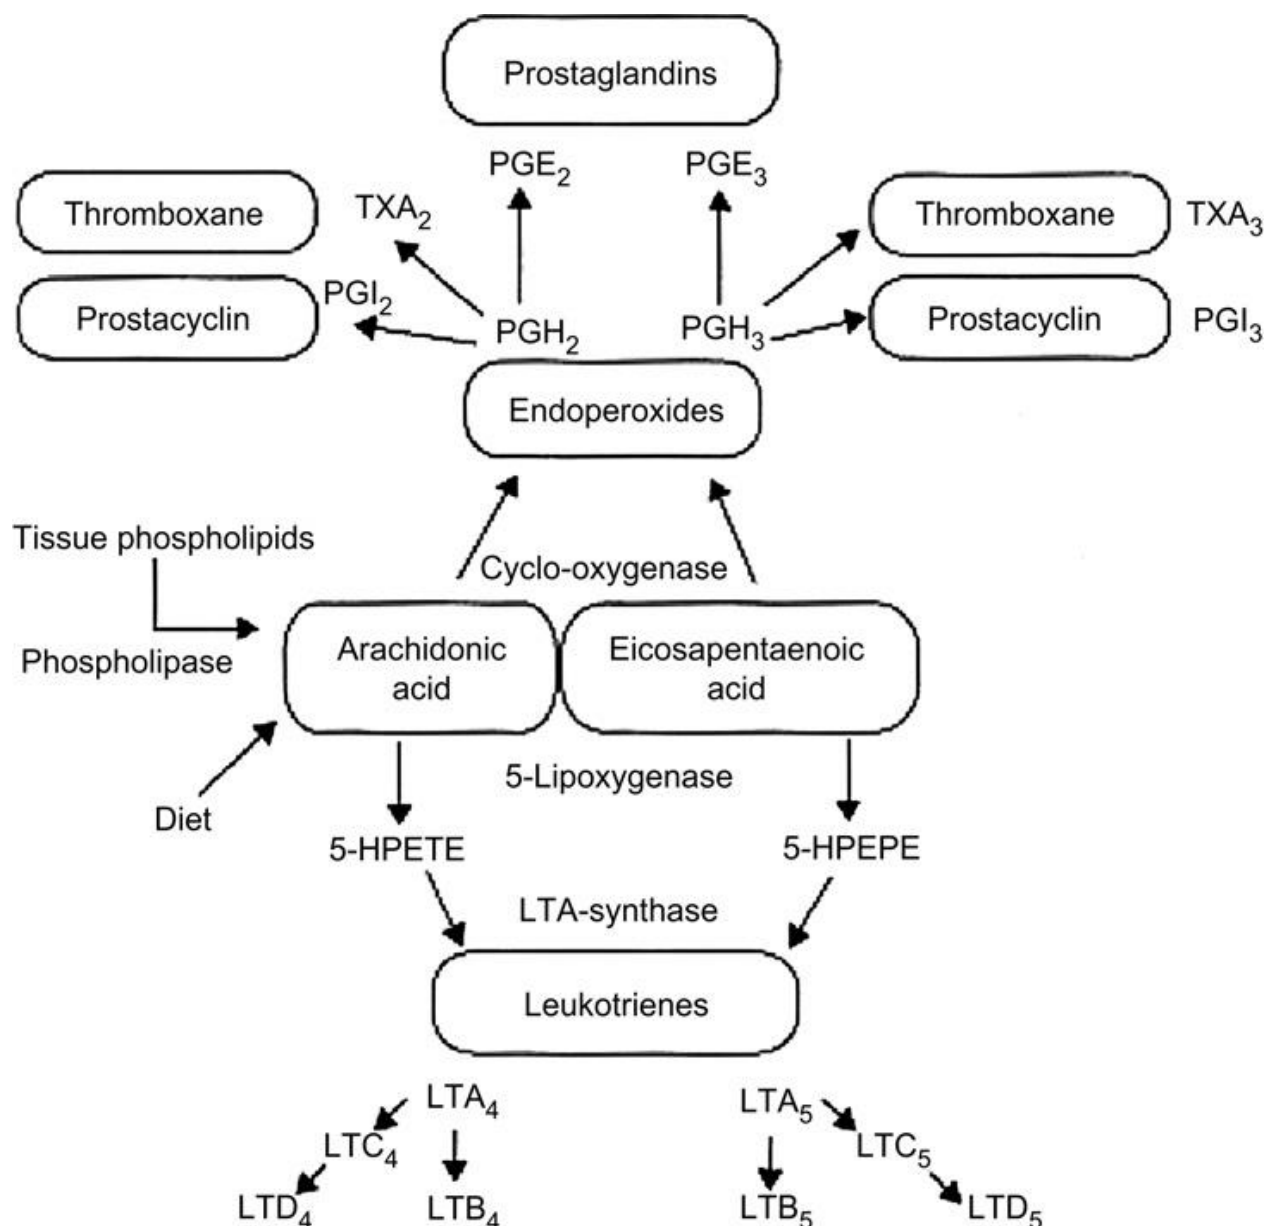 Prostaglandins
PGE₂
PGE₃
Thromboxane
TXA₂
Thromboxane
TXA₃
PGI₂
Prostacyclin
PGH₂
PGH₃
Prostacyclin
PGI₃
Endoperoxides
Tissue phospholipids
Cyclo-oxygenase
Phospholipase
Arachidonic
acid
Eicosapentaenoic
acid
Diet
5-Lipoxygenase
5-HPETE
5-HPEPE
LTA-synthase
Leukotrienes
LTA₄
LTA₅
LTC₄
LTC₅
LTD₄
LTB₄
LTB₅
LTD₅